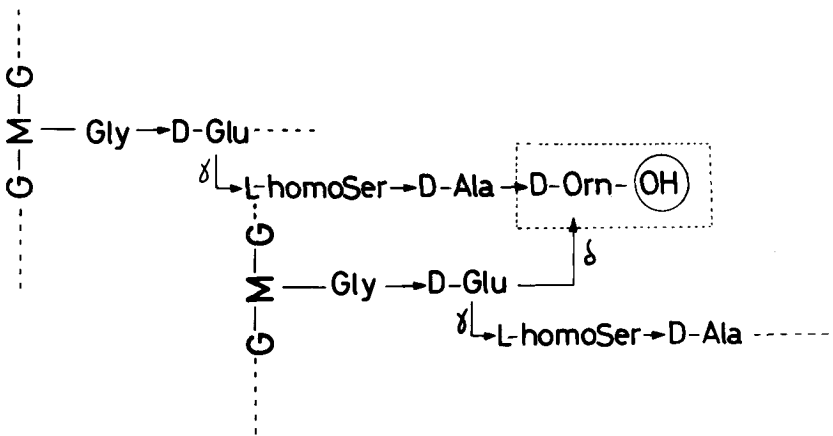 G
M — Gly → D-Glu
G
γ L-homoSer → D-Ala → D-Orn- OH
G
δ
M — Gly → D-Glu
G
γ L-homoSer → D-Ala